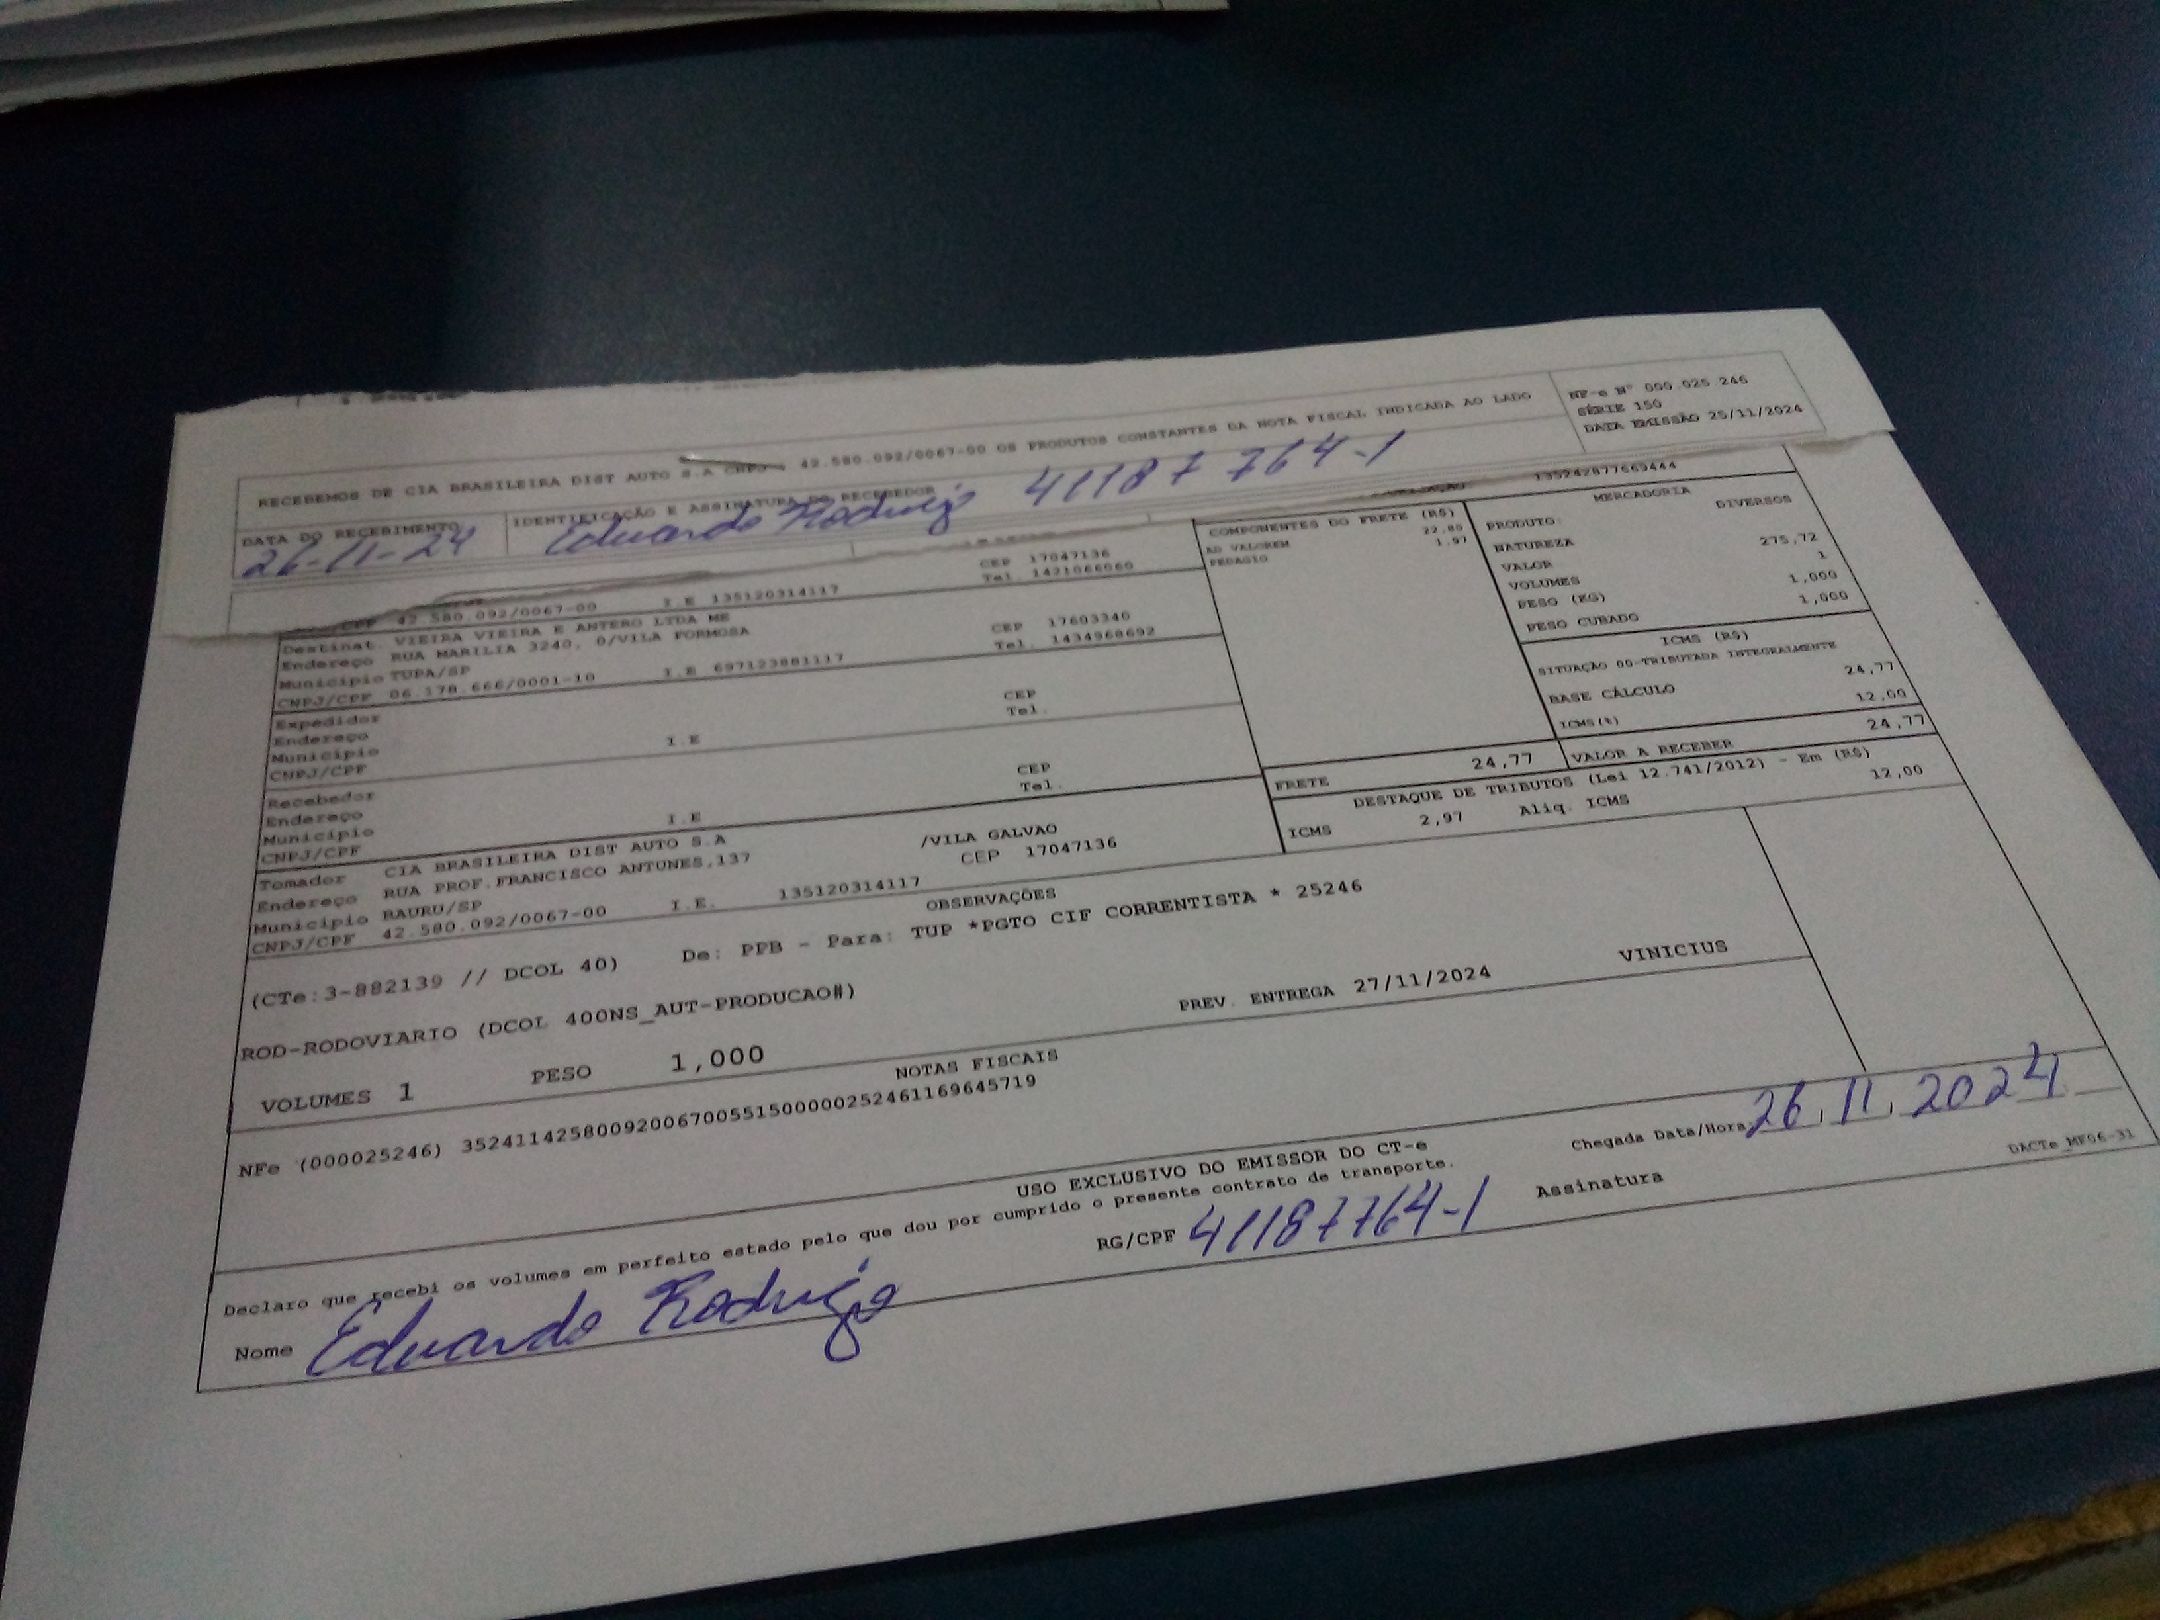 RECEBEMOS DE CIA BRASILEIRA DIST AUTO S.A CNPJ 42.580.092/0067-00 OS PRODUTOS CONSTANTES DA NOTA FISCAL INDICADA AO LADO
NF-e Nº 000.025.246
SÉRIE 150
DATA EMISSÃO 25/11/2024
DATA DO RECEBIMENTO
26-11-24
IDENTIFICAÇÃO E ASSINATURA DO RECEBEDOR
Eduardo Rodrigo 41187764-1
135242877669444
CEP 17047136
Tel. 1421066060
42.580.092/0067-00 I.E 135120314117
Destinat. VIEIRA VIEIRA E ANTERO LTDA ME
Endereço RUA MARILIA 3240, 0/VILA FORMOSA CEP 17603340
Município TUPA/SP Tel. 1434968692
CNPJ/CPF 06.178.666/0001-10 I.E 697123881117
Expedidor
Endereço CEP
Município Tel.
CNPJ/CPF I.E
Recebedor
Endereço CEP
Município Tel.
CNPJ/CPF I.E
Tomador CIA BRASILEIRA DIST AUTO S.A
Endereço RUA PROF.FRANCISCO ANTUNES,137 /VILA GALVAO
Município BAURU/SP CEP 17047136
CNPJ/CPF 42.580.092/0067-00 I.E. 135120314117
COMPONENTES DO FRETE (R$)
AD VALOREM 22,80
PEDAGIO 1,97
FRETE 24,77
MERCADORIA
PRODUTO DIVERSOS
NATUREZA
VALOR 275,72
VOLUMES 1
PESO (KG) 1,000
PESO CUBADO 1,000
ICMS (R$)
SITUAÇÃO 00-TRIBUTADA INTEGRALMENTE
BASE CÁLCULO 24,77
ICMS(%) 12,00
VALOR A RECEBER 24,77
DESTAQUE DE TRIBUTOS (Lei 12.741/2012) - Em (R$)
ICMS 2,97 Aliq. ICMS 12,00
OBSERVAÇÕES
(CTe:3-882139 // DCOL 40) De: PPB - Para: TUP *PGTO CIF CORRENTISTA * 25246
ROD-RODOVIARIO (DCOL 400NS_AUT-PRODUCAO#)
PREV. ENTREGA 27/11/2024 VINICIUS
VOLUMES 1 PESO 1,000
NOTAS FISCAIS
NFe (000025246) 35241142580092006700551500000252461169645719
USO EXCLUSIVO DO EMISSOR DO CT-e
Declaro que recebi os volumes em perfeito estado pelo que dou por cumprido o presente contrato de transporte.
Chegada Data/Hora 26, 11, 2024
Nome Eduardo Rodrigo RG/CPF 41187764-1 Assinatura
DACTe_MF06-31